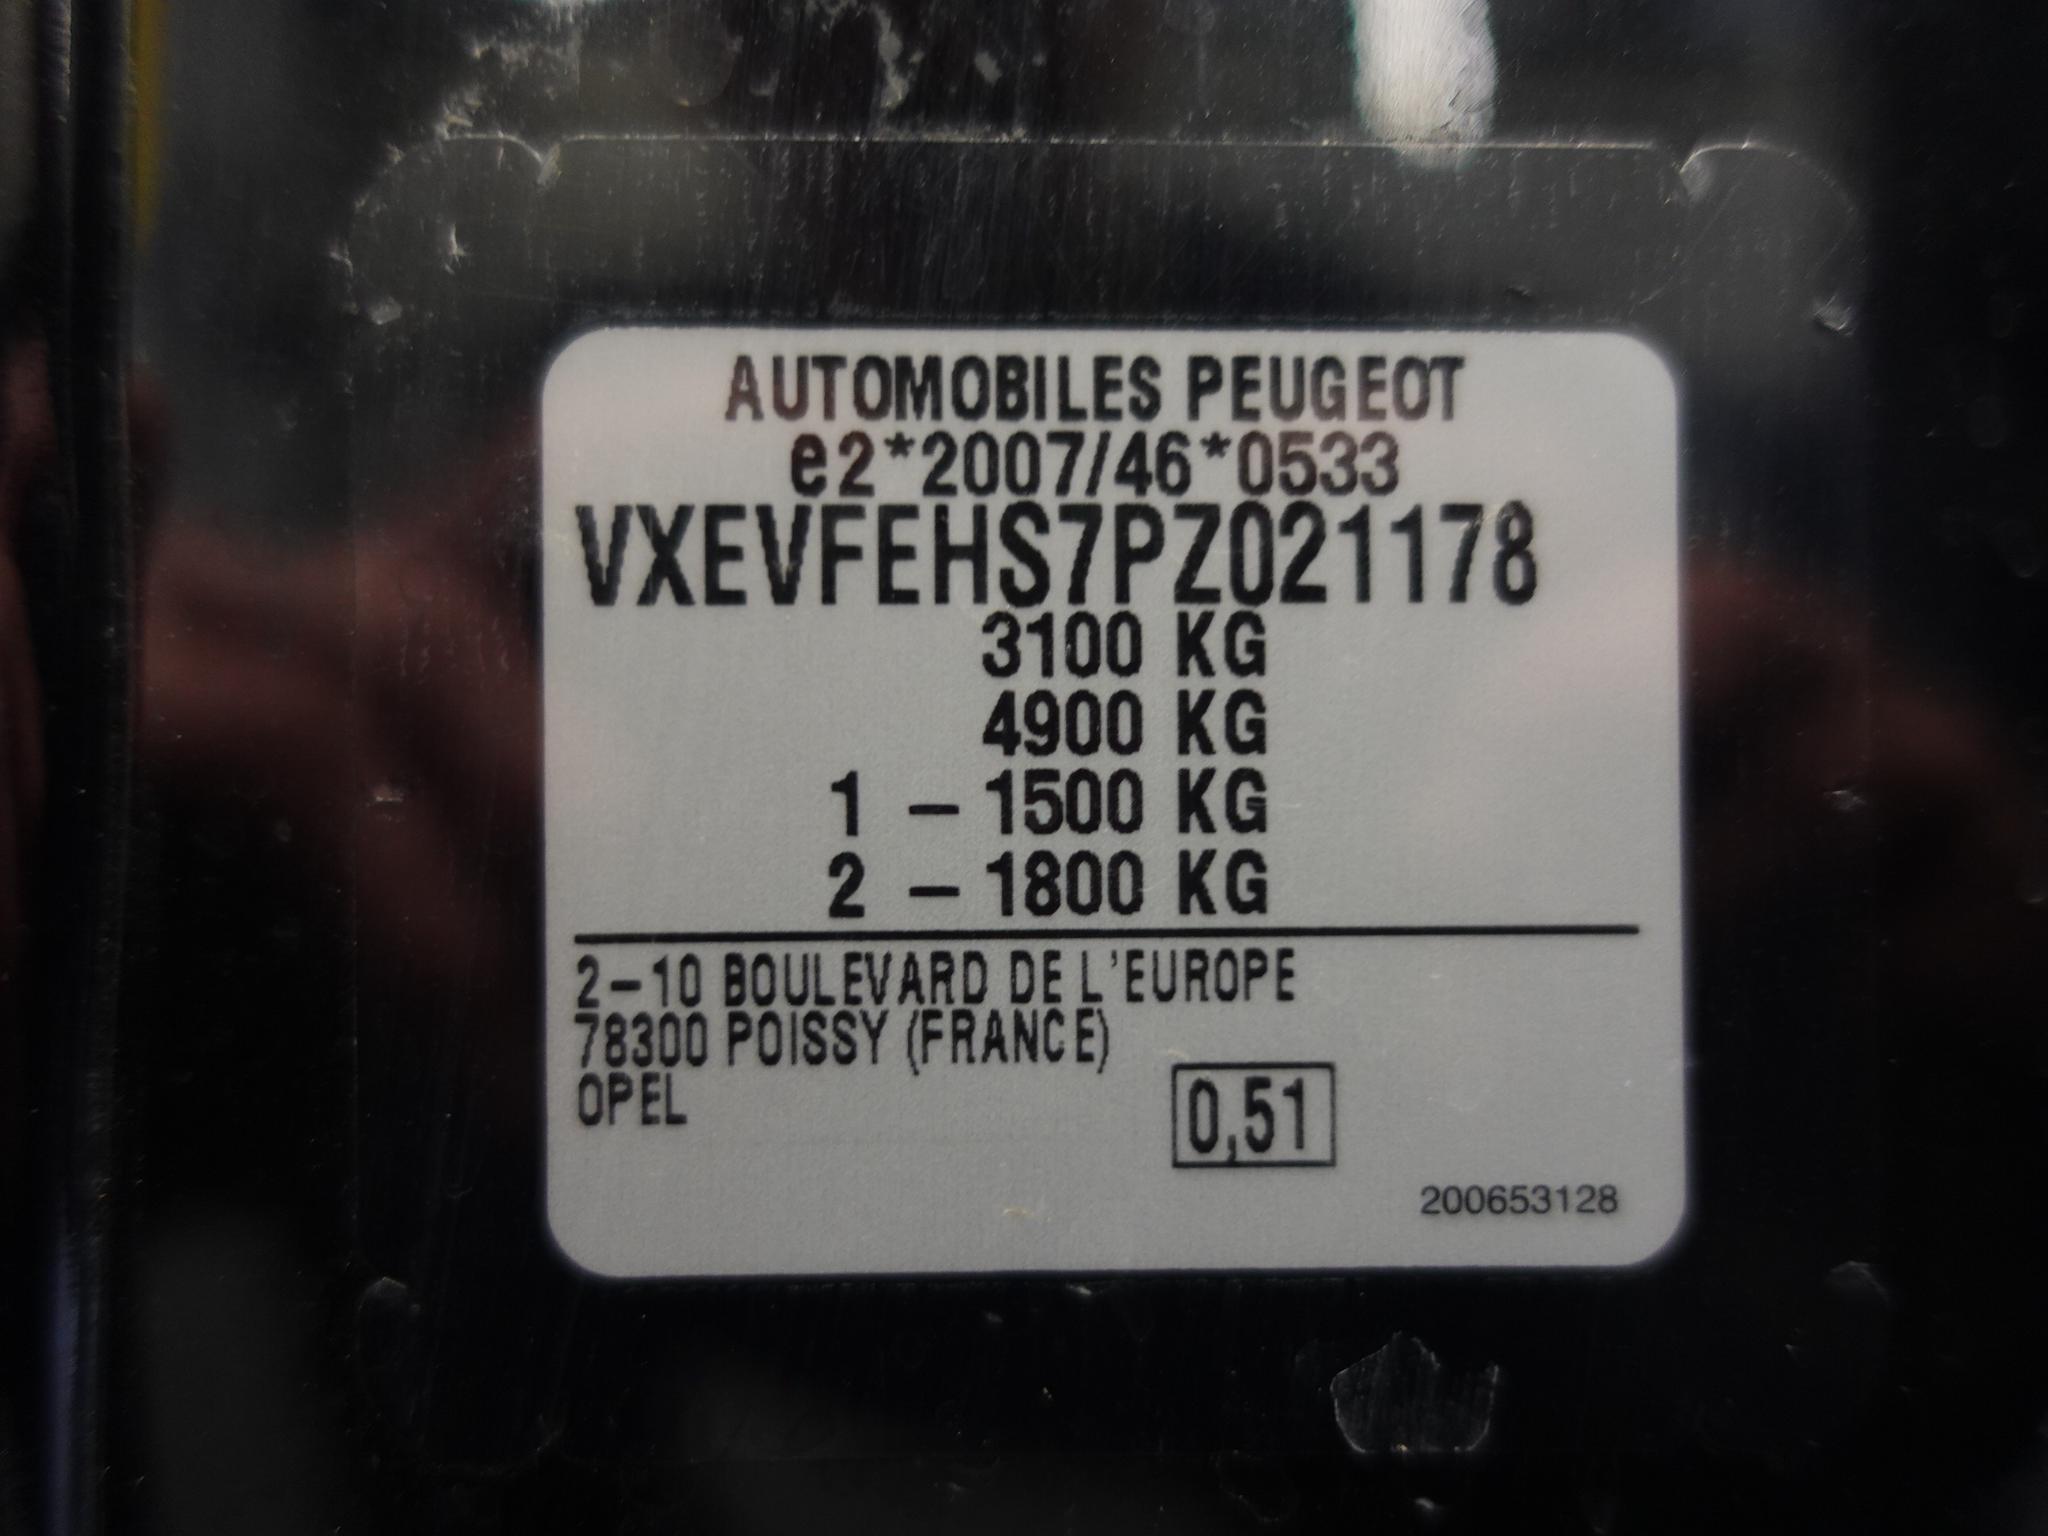 AUTOMOBILES PEUGEOT
e2*2007/46*0533
VXEVFEHS7PZ021178
3100 KG
4900 KG
1 – 1500 KG
2 – 1800 KG
2–10 BOULEVARD DE L'EUROPE
78300 POISSY (FRANCE)
OPEL
0,51
200653128